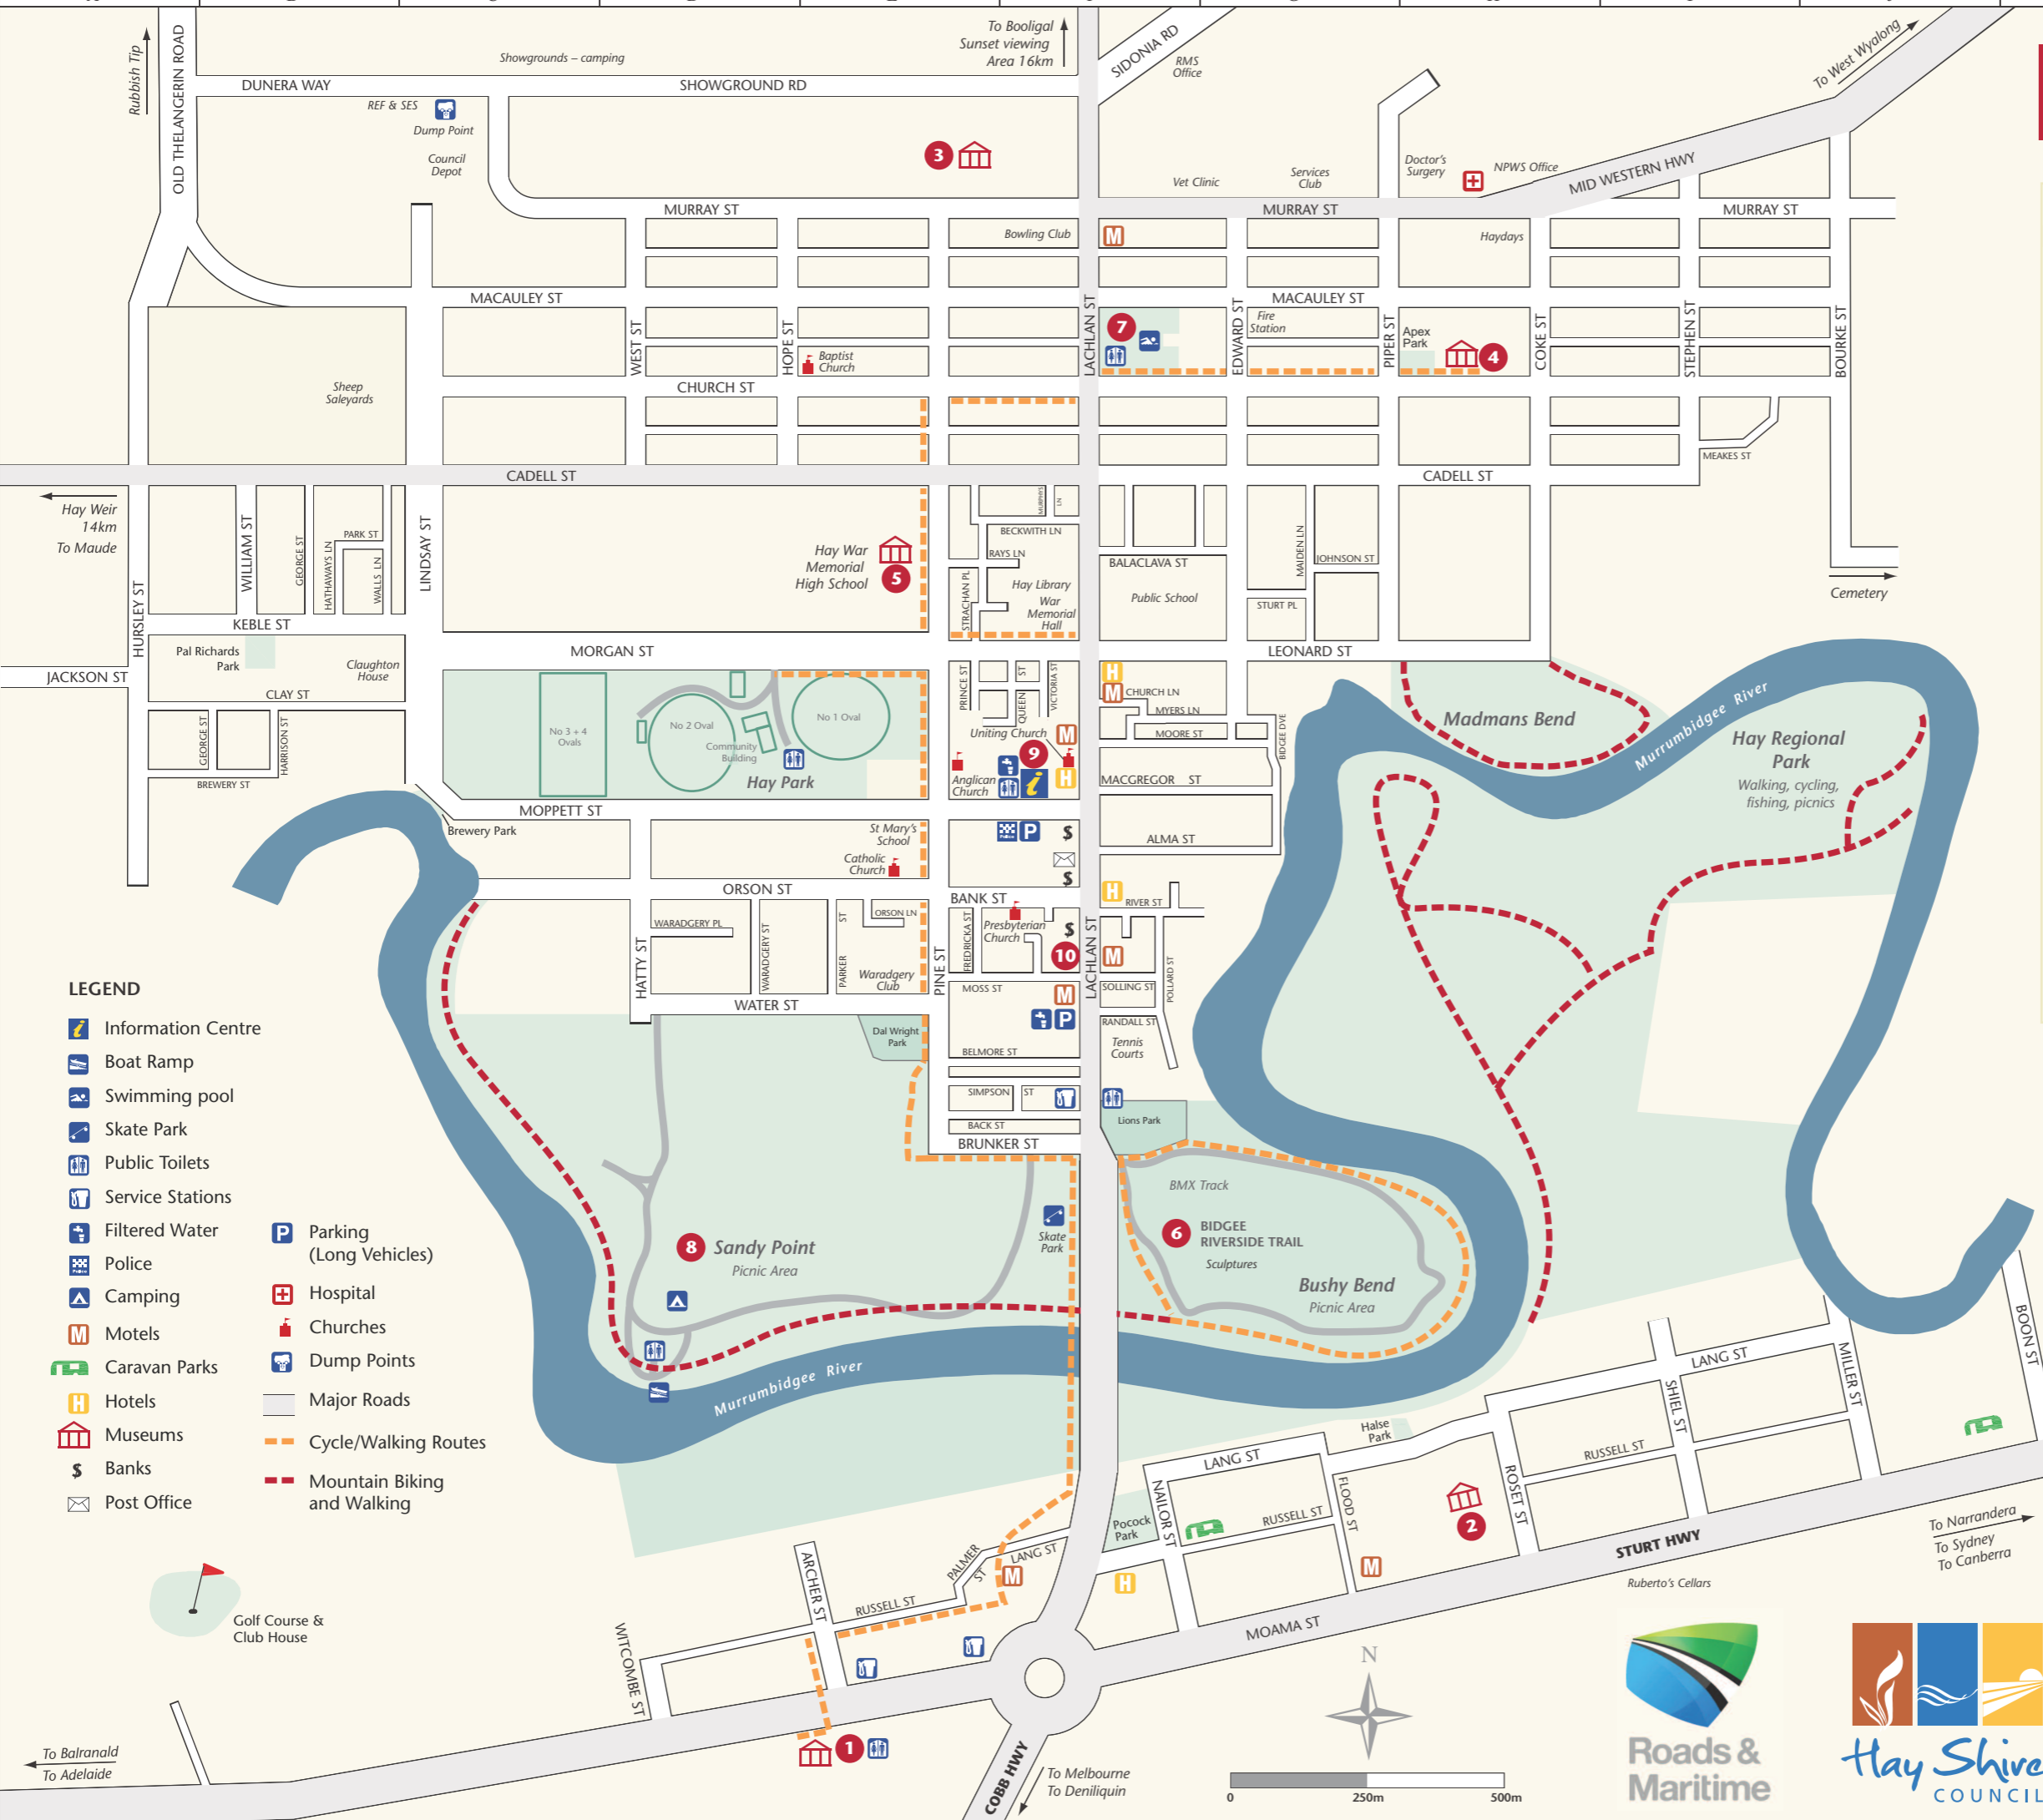 To Booligal
Sunset viewing
Area 16km
SIDONIA RD
RMS
Office
To West Wyalong
Rubbish Tip
OLD THELANGERIN ROAD
Showgrounds – camping
DUNERA WAY
SHOWGROUND RD
REF & SES
Dump Point
Council
Depot
3
Vet Clinic
Services
Club
Doctor's
Surgery
NPWS Office
MID WESTERN HWY
MURRAY ST
MURRAY ST
MURRAY ST
Bowling Club
M
Haydays
MACAULEY ST
MACAULEY ST
WEST ST
HOPE ST
LACHLAN ST
EDWARD ST
PIPER ST
COKE ST
STEPHEN ST
BOURKE ST
7
Fire
Station
Apex
Park
4
Baptist
Church
Sheep
Saleyards
CHURCH ST
MEAKES ST
CADELL ST
CADELL ST
Hay Weir
14km
To Maude
HURSLEY ST
WILLIAM ST
GEORGE ST
HATHAWAYS LN
PARK ST
WALLS LN
LINDSAY ST
Hay War
Memorial
High School
5
MURPHYS
LN
BECKWITH LN
RAYS LN
STRACHAN PL
Hay Library
War
Memorial
Hall
BALACLAVA ST
Public School
MAIDEN LN
JOHNSON ST
STURT PL
Cemetery
KEBLE ST
Pal Richards
Park
Claughton
House
MORGAN ST
LEONARD ST
JACKSON ST
CLAY ST
GEORGE ST
HARRISON ST
BREWERY ST
No 3 + 4
Ovals
No 2 Oval
No 1 Oval
Community
Building
Hay Park
PRINCE ST
QUEEN
ST
VICTORIA ST
H
M
CHURCH LN
MYERS LN
MOORE ST
BIDGEE DVE
Uniting Church
M
9
Anglican
Church
i
H
MACGREGOR ST
Madmans Bend
Murrumbidgee River
Hay Regional
Park
Walking, cycling,
fishing, picnics
MOPPETT ST
Brewery Park
St Mary's
School
Catholic
Church
P
$
$
ALMA ST
ORSON ST
BANK ST
H
RIVER ST
WARADGERY PL
WARADGERY ST
PARKER
ST
ORSON LN
Waradgery
Club
HATTY ST
PINE ST
FREDRICKA ST
Presbyterian
Church
$
10
LACHLAN ST
M
POLLARD ST
WATER ST
MOSS ST
M
SOLLING ST
P
RANDALL ST
Dal Wright
Park
BELMORE ST
Tennis
Courts
SIMPSON
ST
BACK ST
Lions Park
BRUNKER ST
LEGEND
Information Centre
Boat Ramp
Swimming pool
Skate Park
Public Toilets
Service Stations
Filtered Water
Police
Camping
M Motels
Caravan Parks
H Hotels
Museums
$ Banks
Post Office
P Parking
(Long Vehicles)
Hospital
Churches
Dump Points
Major Roads
Cycle/Walking Routes
Mountain Biking
and Walking
8
Sandy Point
Picnic Area
Skate
Park
BMX Track
6
BIDGEE
RIVERSIDE TRAIL
Sculptures
Bushy Bend
Picnic Area
Murrumbidgee River
Halse
Park
LANG ST
LANG ST
LANG ST
SHIEL ST
MILLER ST
BOON ST
RUSSELL ST
ROSET ST
NAILOR ST
FLOOD ST
RUSSELL ST
2
Pocock
Park
M
H
M
PALMER
ST
ARCHER ST
RUSSELL ST
WITCOMBE ST
STURT HWY
Ruberto's Cellars
To Narrandera
To Sydney
To Canberra
MOAMA ST
Golf Course &
Club House
N
1
To Balranald
To Adelaide
COBB HWY
To Melbourne
To Deniliquin
0
250m
500m
Roads &
Maritime
Hay Shire
COUNCIL